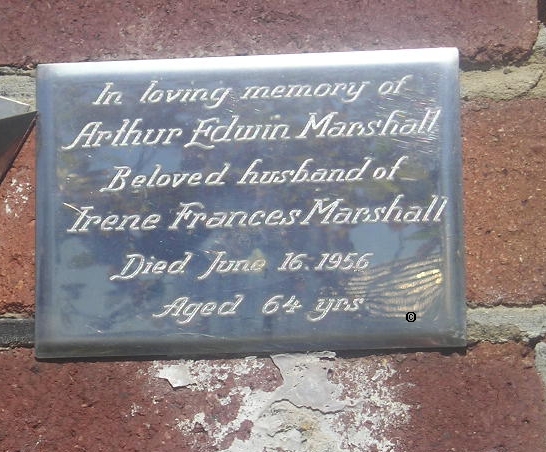 In loving memory of
Arthur Edwin Marshall
Beloved husband of
Irene Frances Marshall
Died June 16. 1956
Aged 64 yrs
©